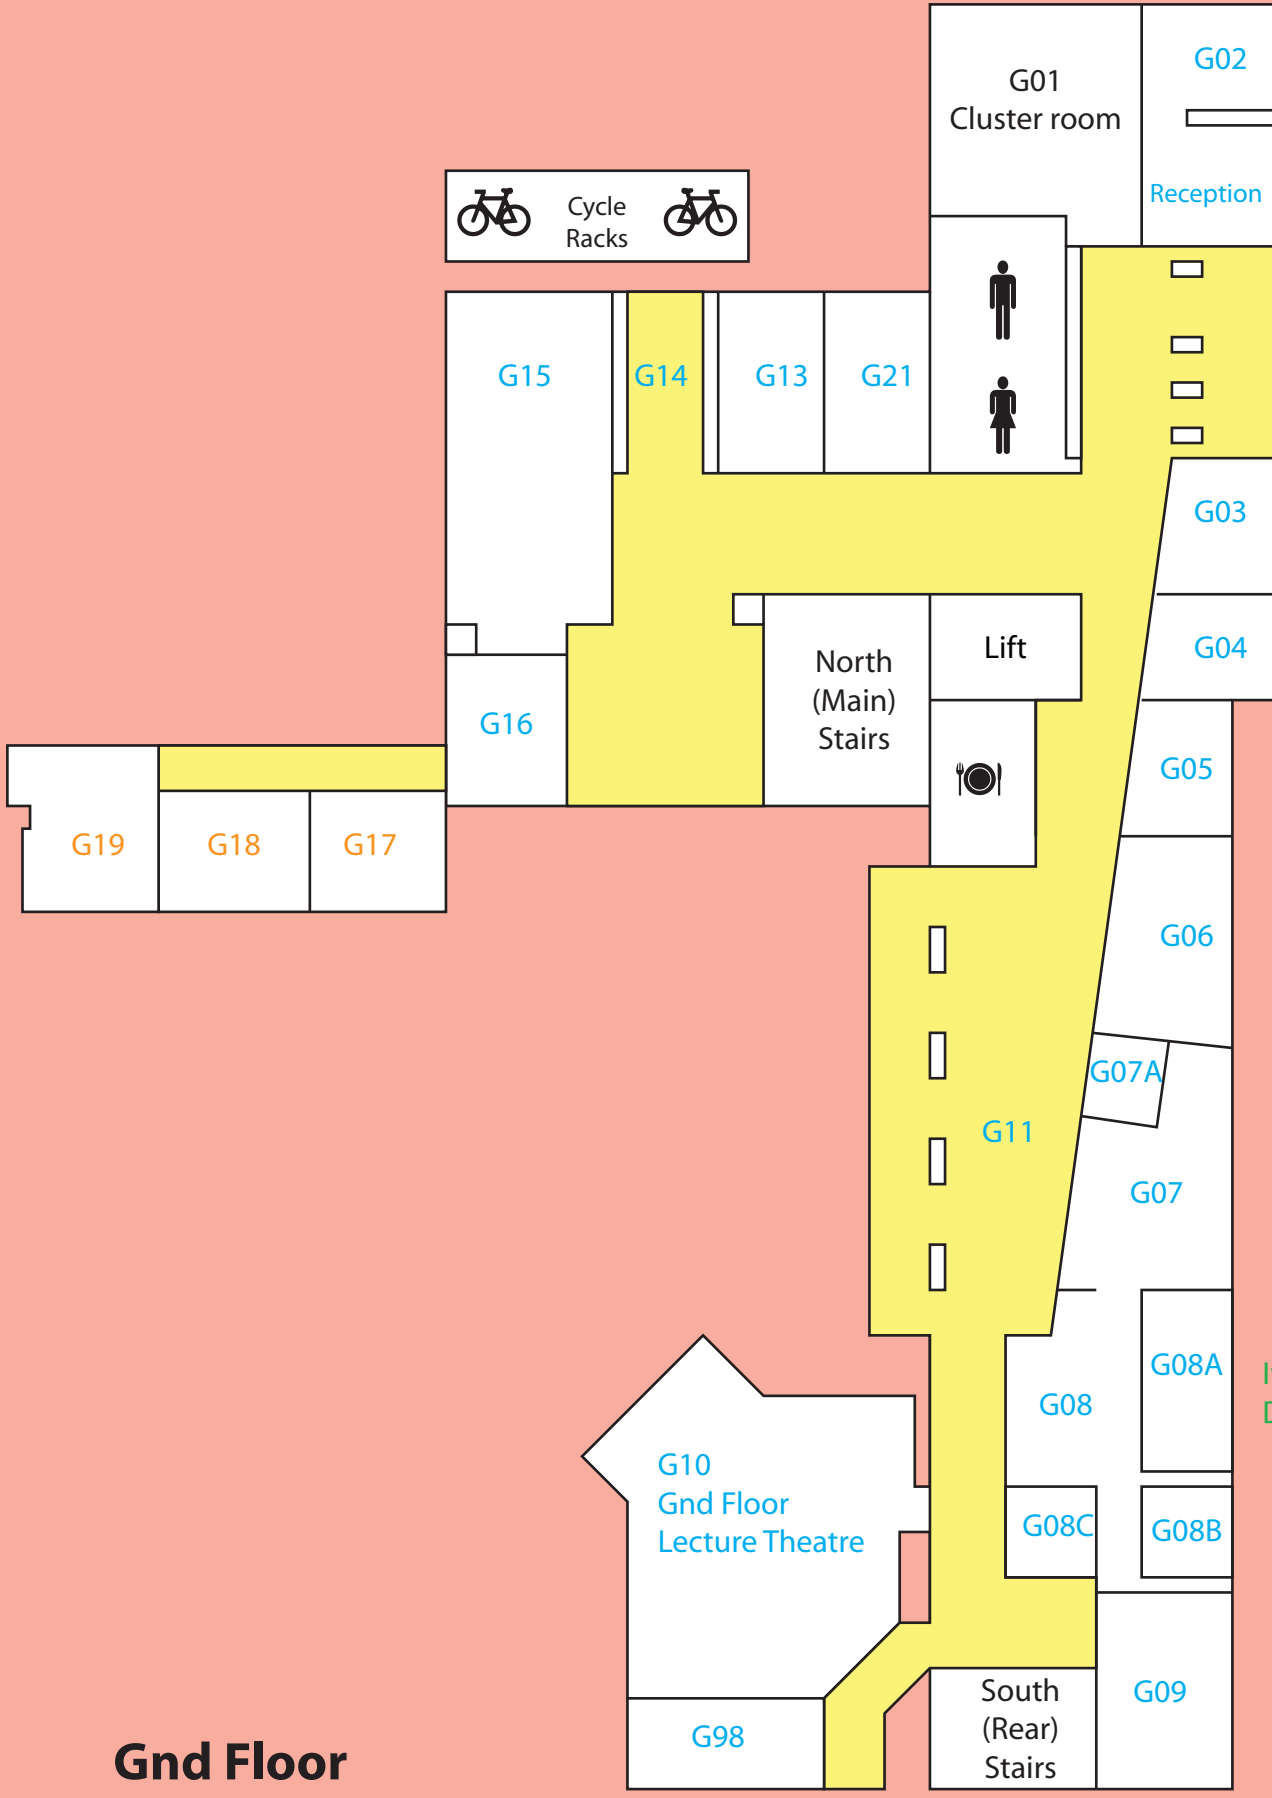 G01
Cluster room
G02
Reception
Cycle
Racks
G15
G14
G13
G21
G03
G04
North
(Main)
Stairs
Lift
G16
G05
G19
G18
G17
G06
G07A
G11
G07
G08A
G08
G10
Gnd Floor
Lecture Theatre
G08C
G08B
South
(Rear)
Stairs
G09
G98
Gnd Floor